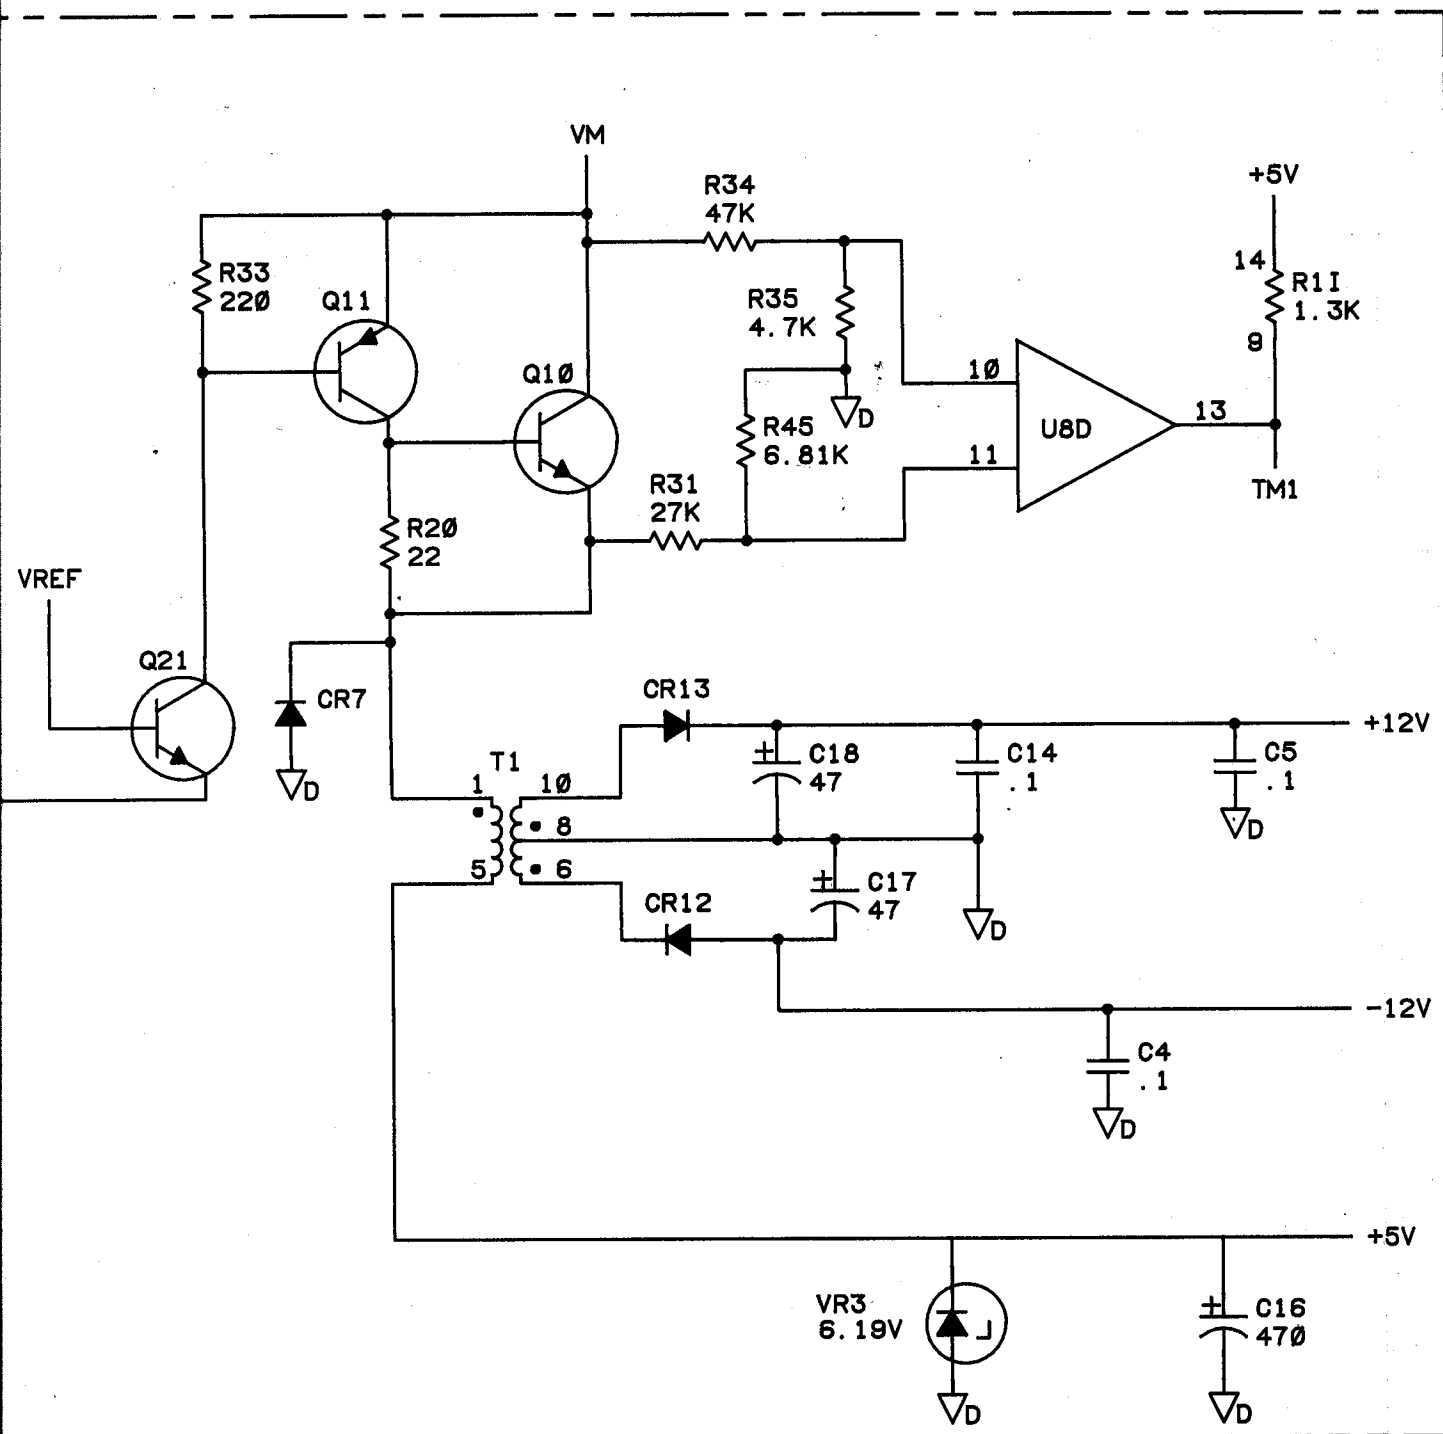 VM
R34
47K
+5V
R33
220
Q11
R35
4.7K
14
R1I
1.3K
9
Q10
10
D
R45
6.81K
U8D
13
11
R31
27K
TM1
R20
22
VREF
Q21
CR7
D
CR13
+12V
C18
47
C14
.1
C5
.1
D
T1
1
10
8
5
6
C17
47
D
CR12
-12V
C4
.1
D
+5V
VR3
6.19V
D
C16
470
D